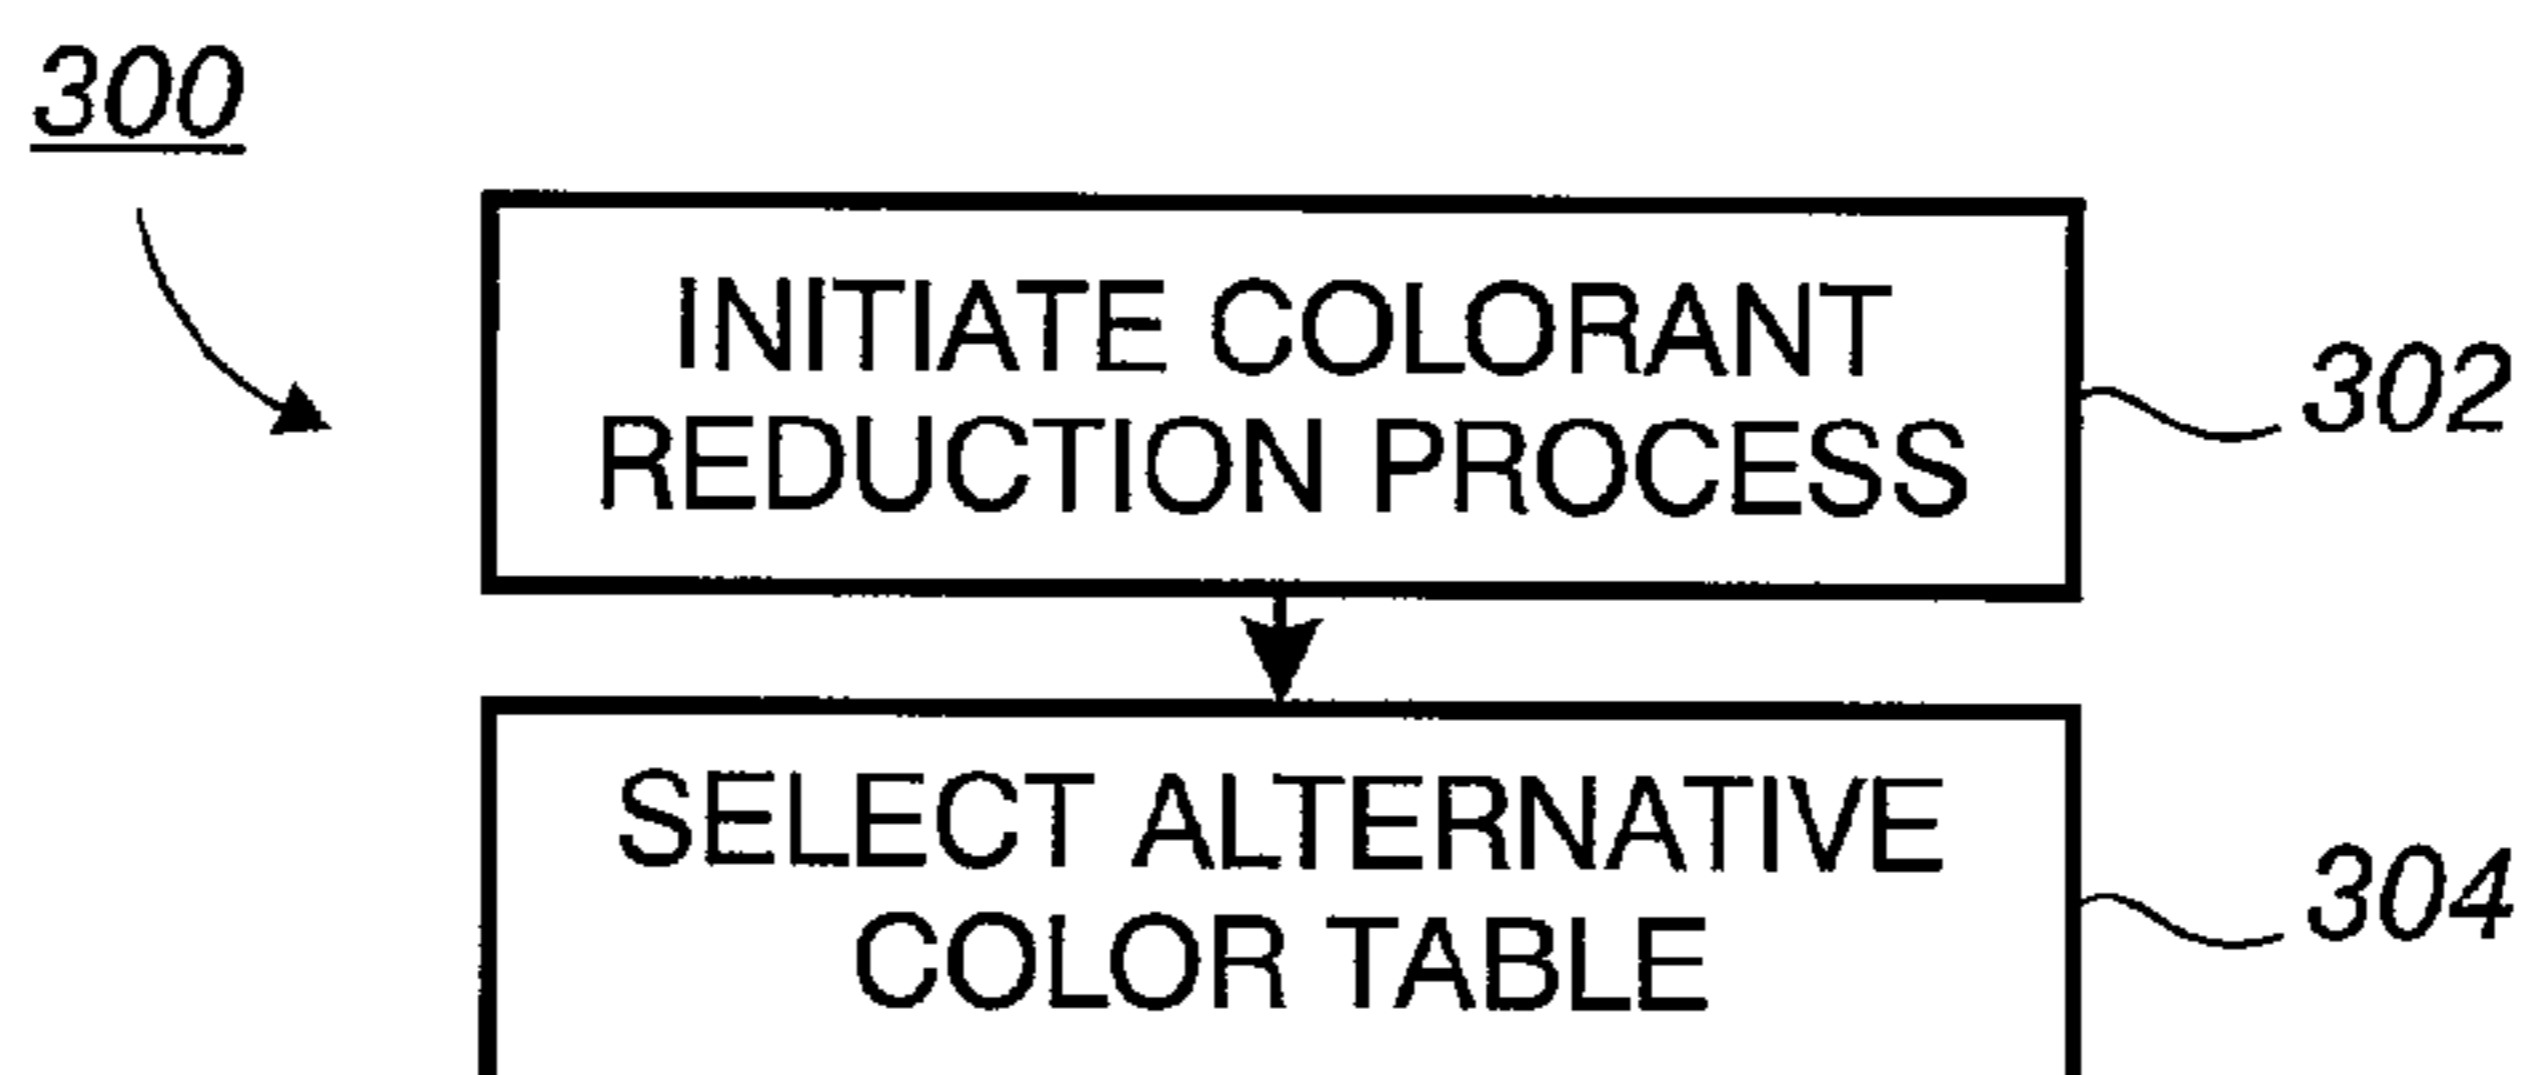 300
INITIATE COLORANT
REDUCTION PROCESS
302
SELECT ALTERNATIVE
COLOR TABLE
304